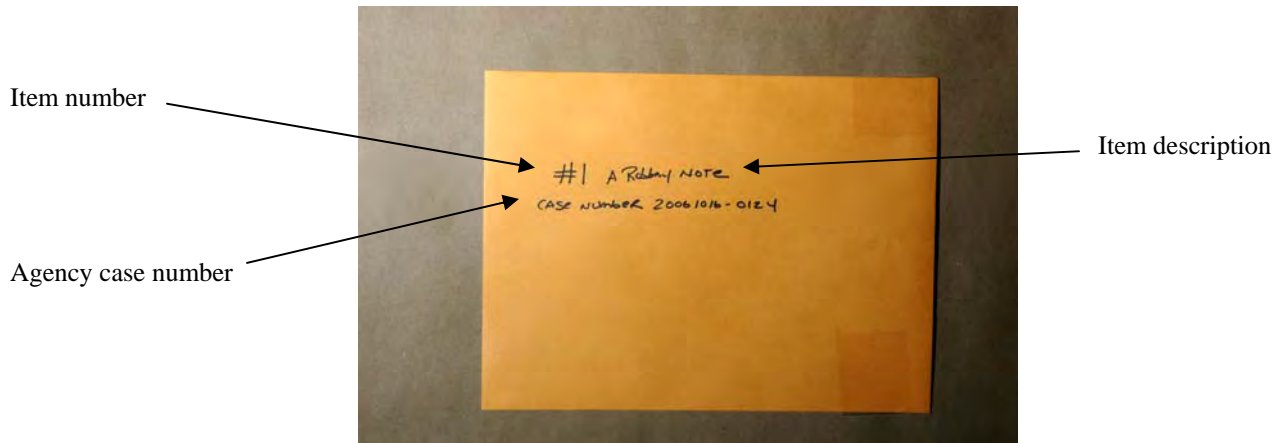 Item number
Item description
#1 A Robbery NOTE
CASE NUMBER 20061016-0124
Agency case number